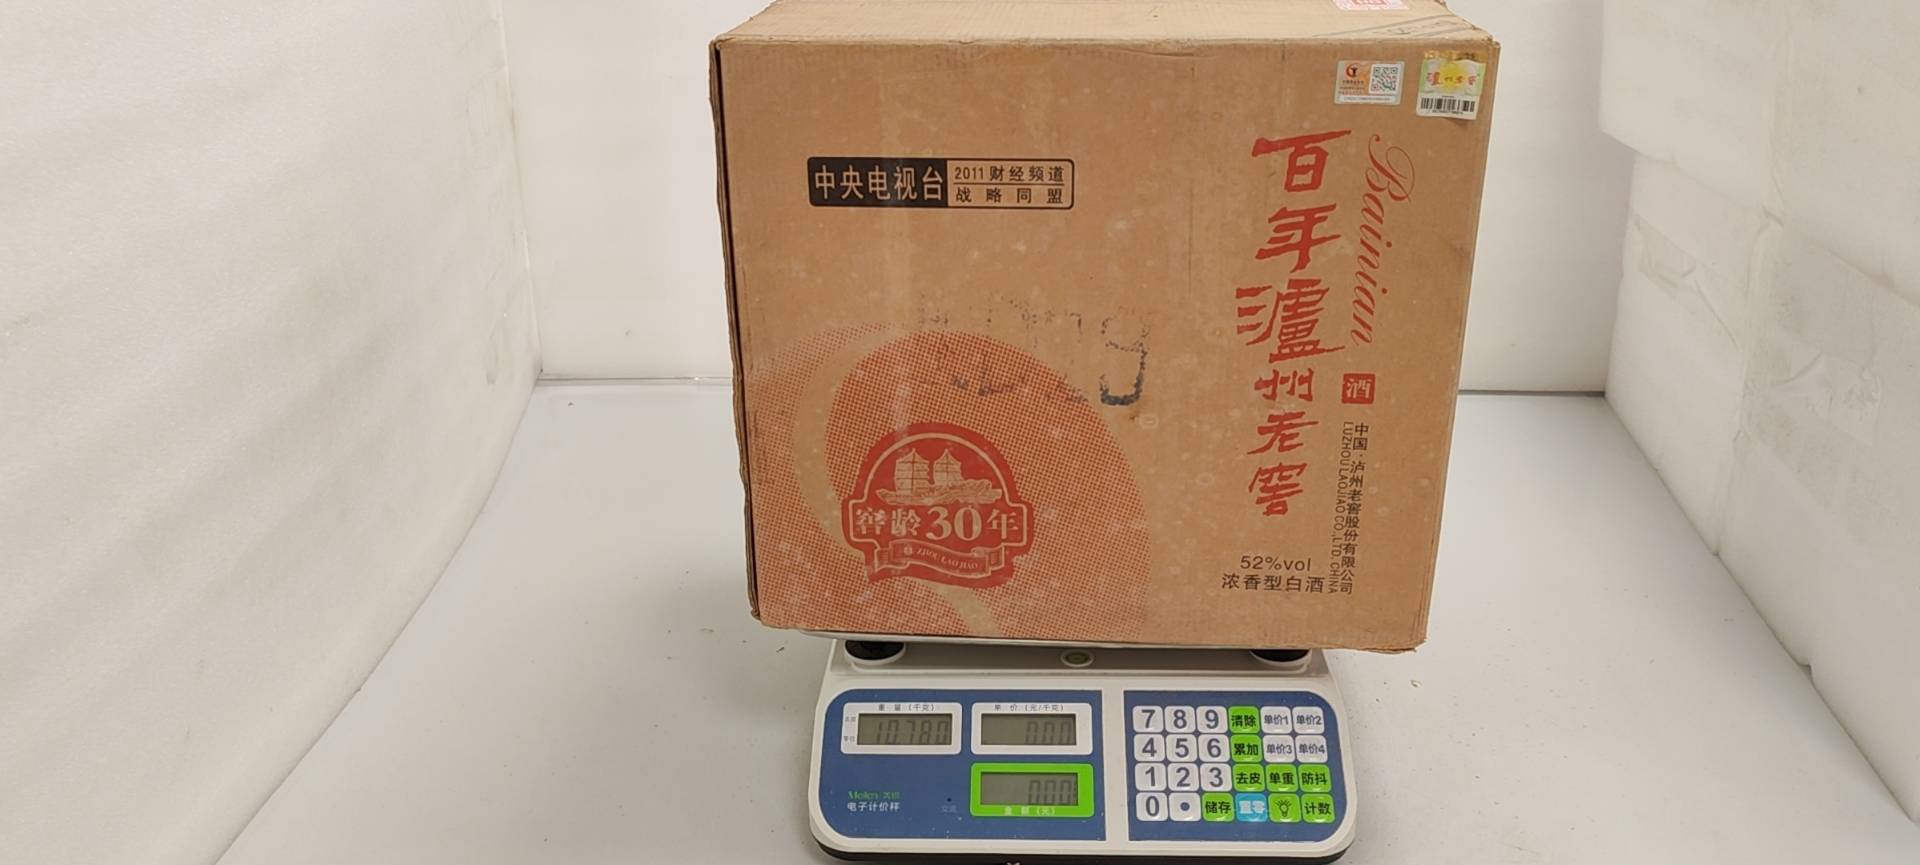 中央电视台
2011财经频道
战略同盟
百年泸州老窖
Bainian
酒
中国·泸州老窖股份有限公司
LUZHOULAOJIAO CO.,LTD.CHINA
窖龄30年
52%vol
浓香型白酒
重量(千克)
单价(元/千克)
10.780
0.00
0.00
金额(元)
电子计价秤
7 8 9 清除 单价1 单价2
4 5 6 累加 单价3 单价4
1 2 3 去皮 单重 防抖
0 • 储存 置零 计数